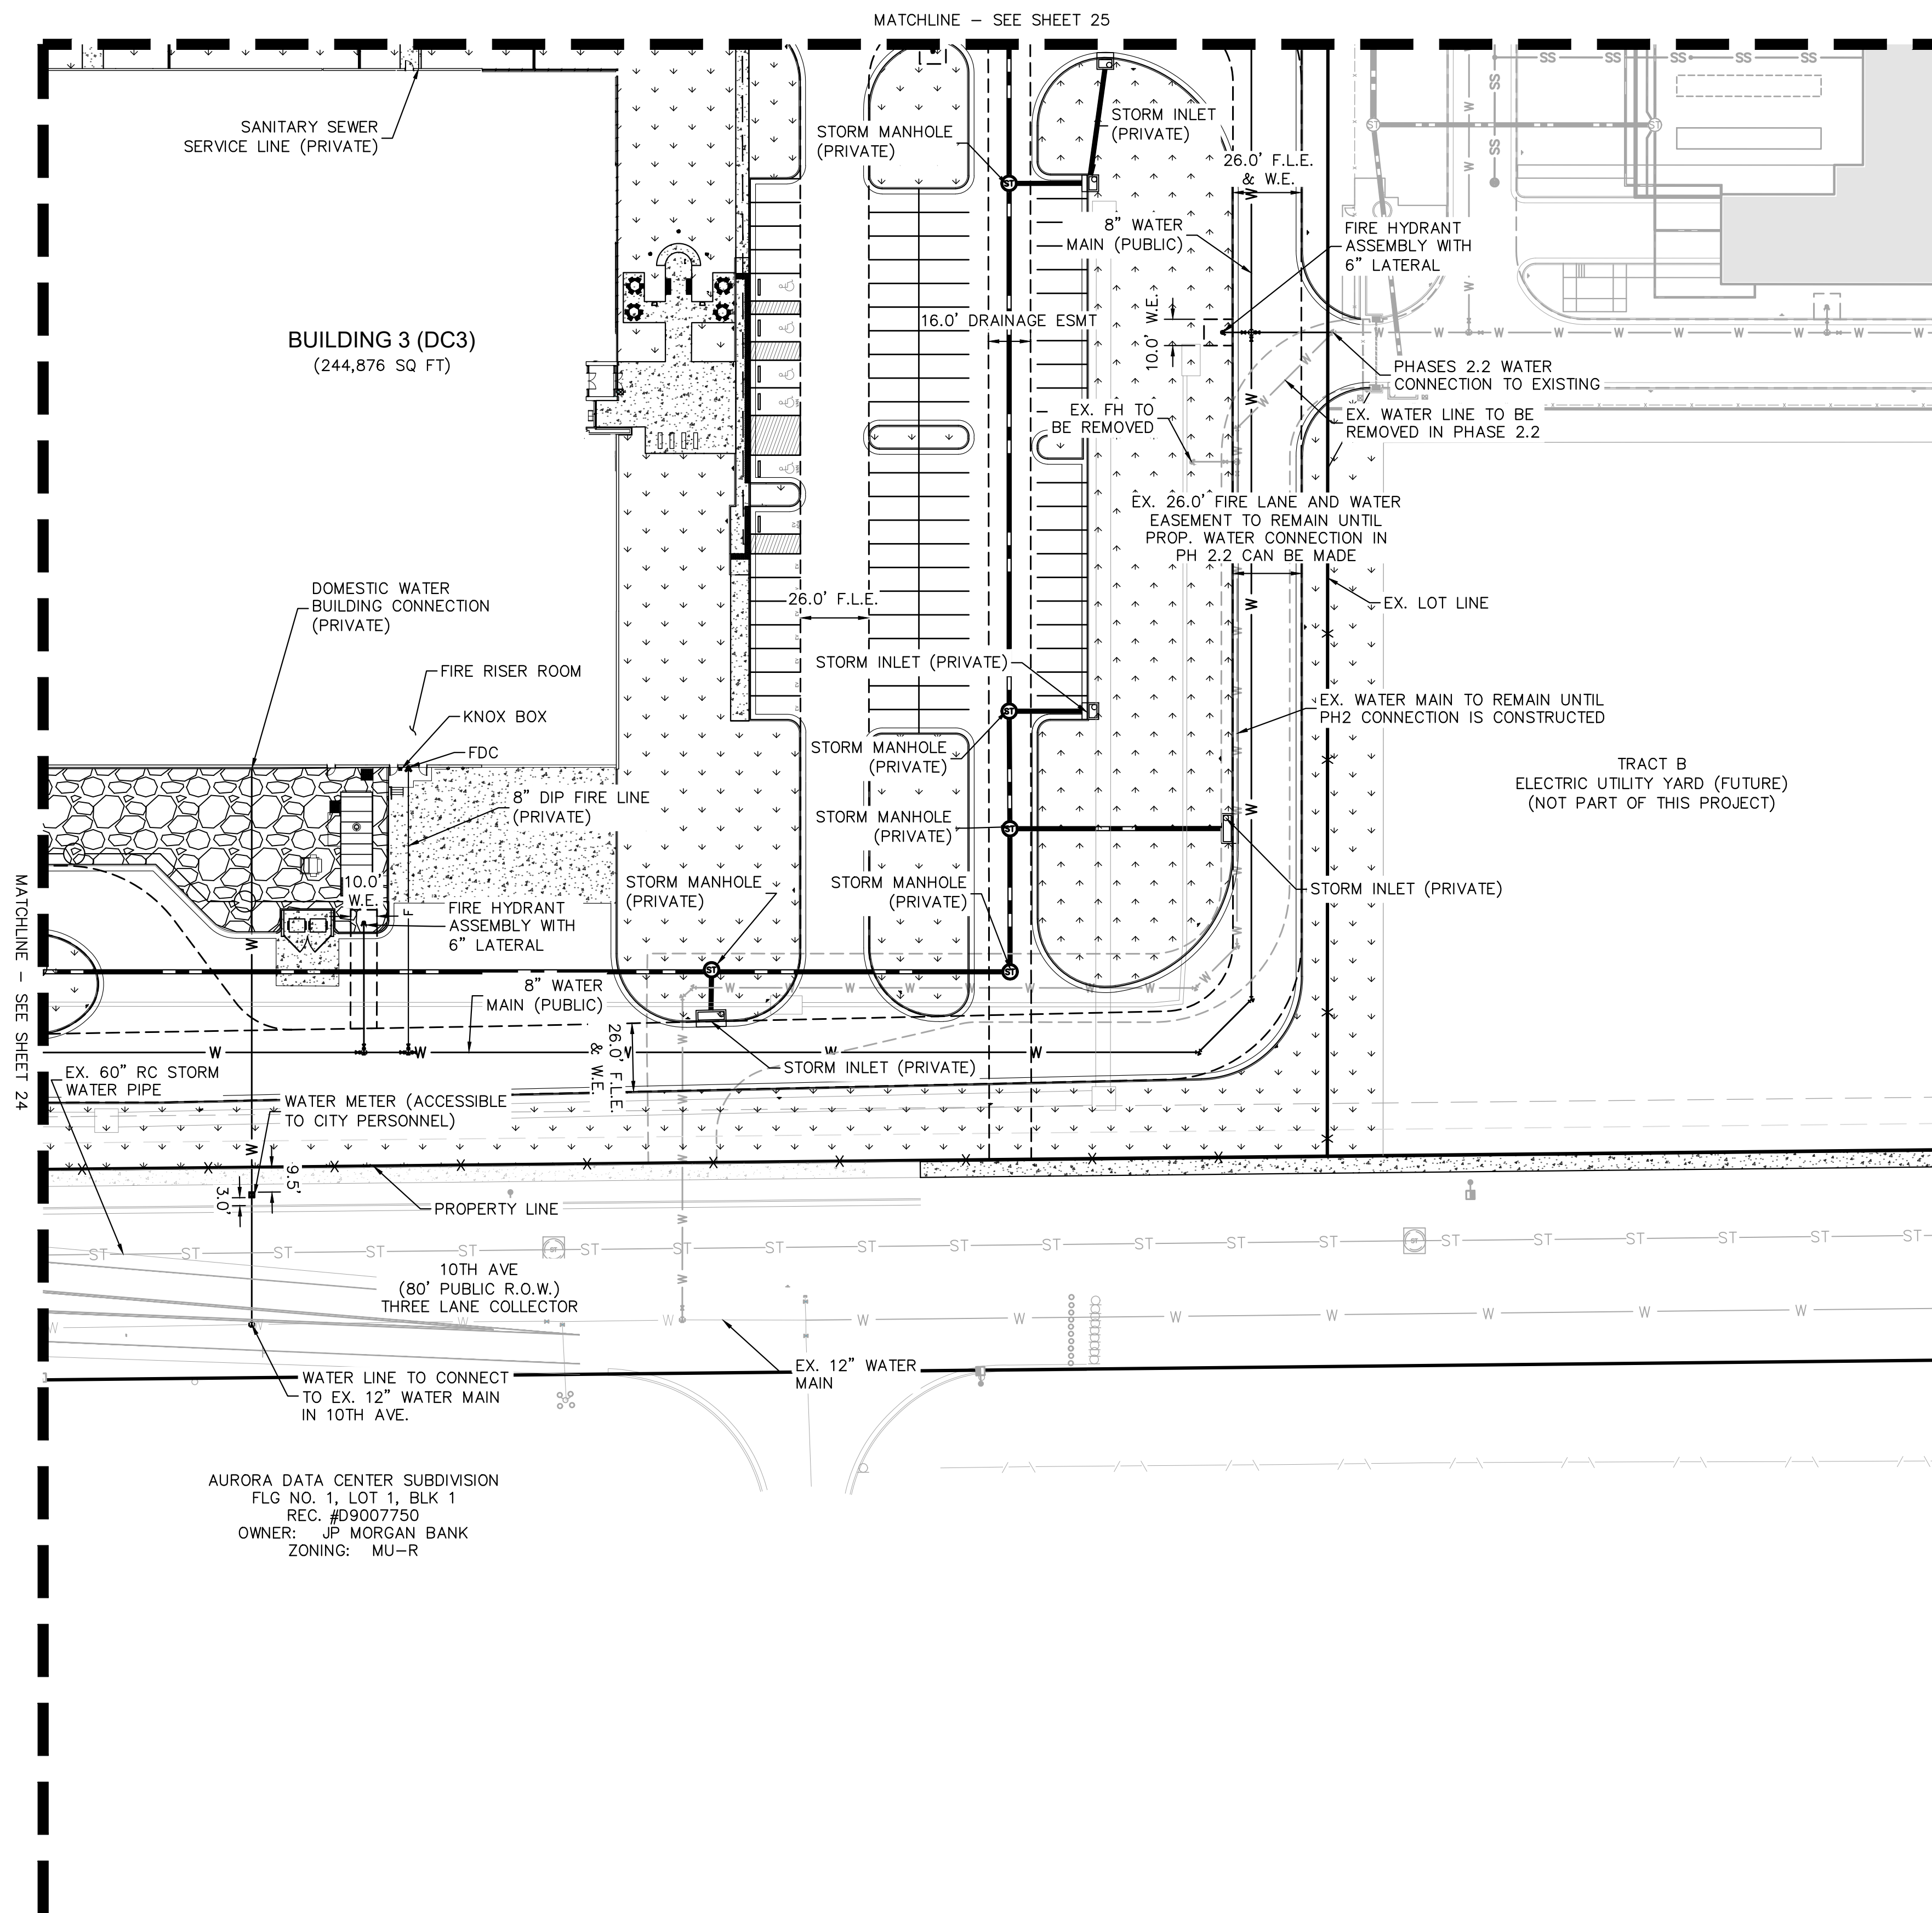 MATCHLINE – SEE SHEET 25
SANITARY SEWER
SERVICE LINE (PRIVATE)
STORM MANHOLE
(PRIVATE)
STORM INLET
(PRIVATE)
26.0' F.L.E.
& W.E.
8" WATER
MAIN (PUBLIC)
FIRE HYDRANT
ASSEMBLY WITH
6" LATERAL
BUILDING 3 (DC3)
(244,876 SQ FT)
16.0' DRAINAGE ESMT
10.0' W.E.
PHASES 2.2 WATER
CONNECTION TO EXISTING
EX. FH TO
BE REMOVED
EX. WATER LINE TO BE
REMOVED IN PHASE 2.2
EX. 26.0' FIRE LANE AND WATER
EASEMENT TO REMAIN UNTIL
PROP. WATER CONNECTION IN
PH 2.2 CAN BE MADE
DOMESTIC WATER
BUILDING CONNECTION
(PRIVATE)
26.0' F.L.E.
EX. LOT LINE
FIRE RISER ROOM
STORM INLET (PRIVATE)
KNOX BOX
EX. WATER MAIN TO REMAIN UNTIL
PH2 CONNECTION IS CONSTRUCTED
FDC
STORM MANHOLE
(PRIVATE)
TRACT B
ELECTRIC UTILITY YARD (FUTURE)
(NOT PART OF THIS PROJECT)
8" DIP FIRE LINE
(PRIVATE)
STORM MANHOLE
(PRIVATE)
10.0'
W.E.
STORM MANHOLE
(PRIVATE)
STORM MANHOLE
(PRIVATE)
STORM INLET (PRIVATE)
FIRE HYDRANT
ASSEMBLY WITH
6" LATERAL
MATCHLINE – SEE SHEET 24
8" WATER
MAIN (PUBLIC)
26.0' F.L.E.
& W.E.
STORM INLET (PRIVATE)
EX. 60" RC STORM
WATER PIPE
WATER METER (ACCESSIBLE
TO CITY PERSONNEL)
9.5'
3.0'
PROPERTY LINE
10TH AVE
(80' PUBLIC R.O.W.)
THREE LANE COLLECTOR
EX. 12" WATER
MAIN
WATER LINE TO CONNECT
TO EX. 12" WATER MAIN
IN 10TH AVE.
AURORA DATA CENTER SUBDIVISION
FLG NO. 1, LOT 1, BLK 1
REC. #D9007750
OWNER: JP MORGAN BANK
ZONING: MU–R